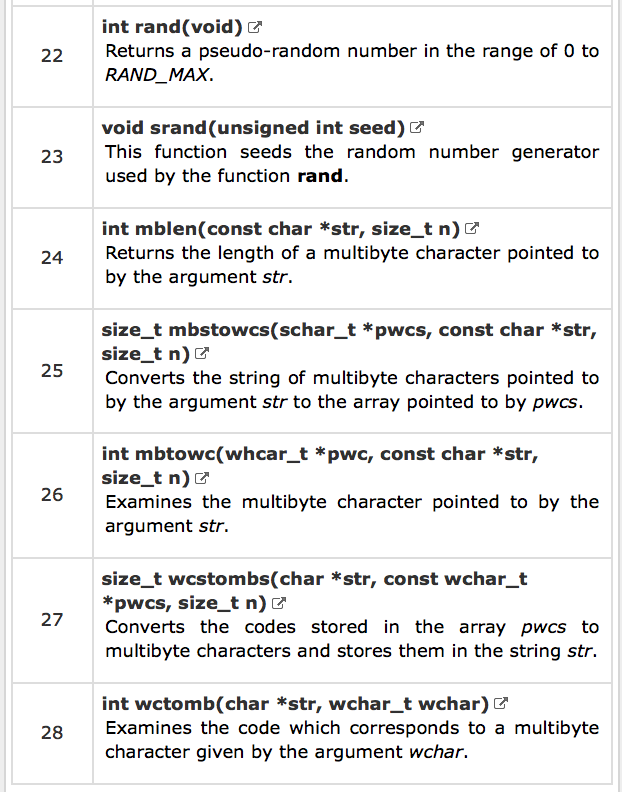 int rand(void)
22
Returns a pseudo-random number in the range of 0 to
RAND_MAX.
void srand(unsigned int seed)
23
This function seeds the random number generator
used by the function rand.
int mblen(const char *str, size_t n)
24
Returns the length of a multibyte character pointed to
by the argument str.
size_t mbstowcs(schar_t *pwcs, const char *str,
size_t n)
25
Converts the string of multibyte characters pointed to
by the argument str to the array pointed to by pwcs.
int mbtowc(whcar_t *pwc, const char *str,
size_t n)
26
Examines the multibyte character pointed to by the
argument str.
size_t wcstombs(char *str, const wchar_t
*pwcs, size_t n)
27
Converts the codes stored in the array pwcs to
multibyte characters and stores them in the string str.
int wctomb(char *str, wchar_t wchar)
28
Examines the code which corresponds to a multibyte
character given by the argument wchar.